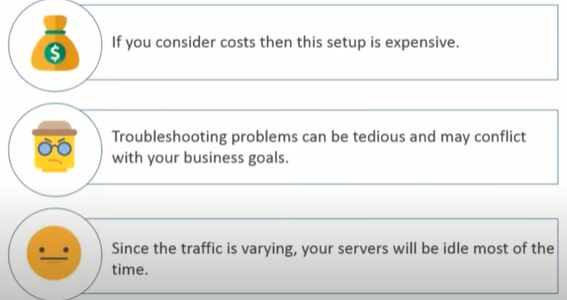 $
If you consider costs then this setup is expensive.
Troubleshooting problems can be tedious and may conflict
with your business goals.
Since the traffic is varying, your servers will be idle most of the
time.